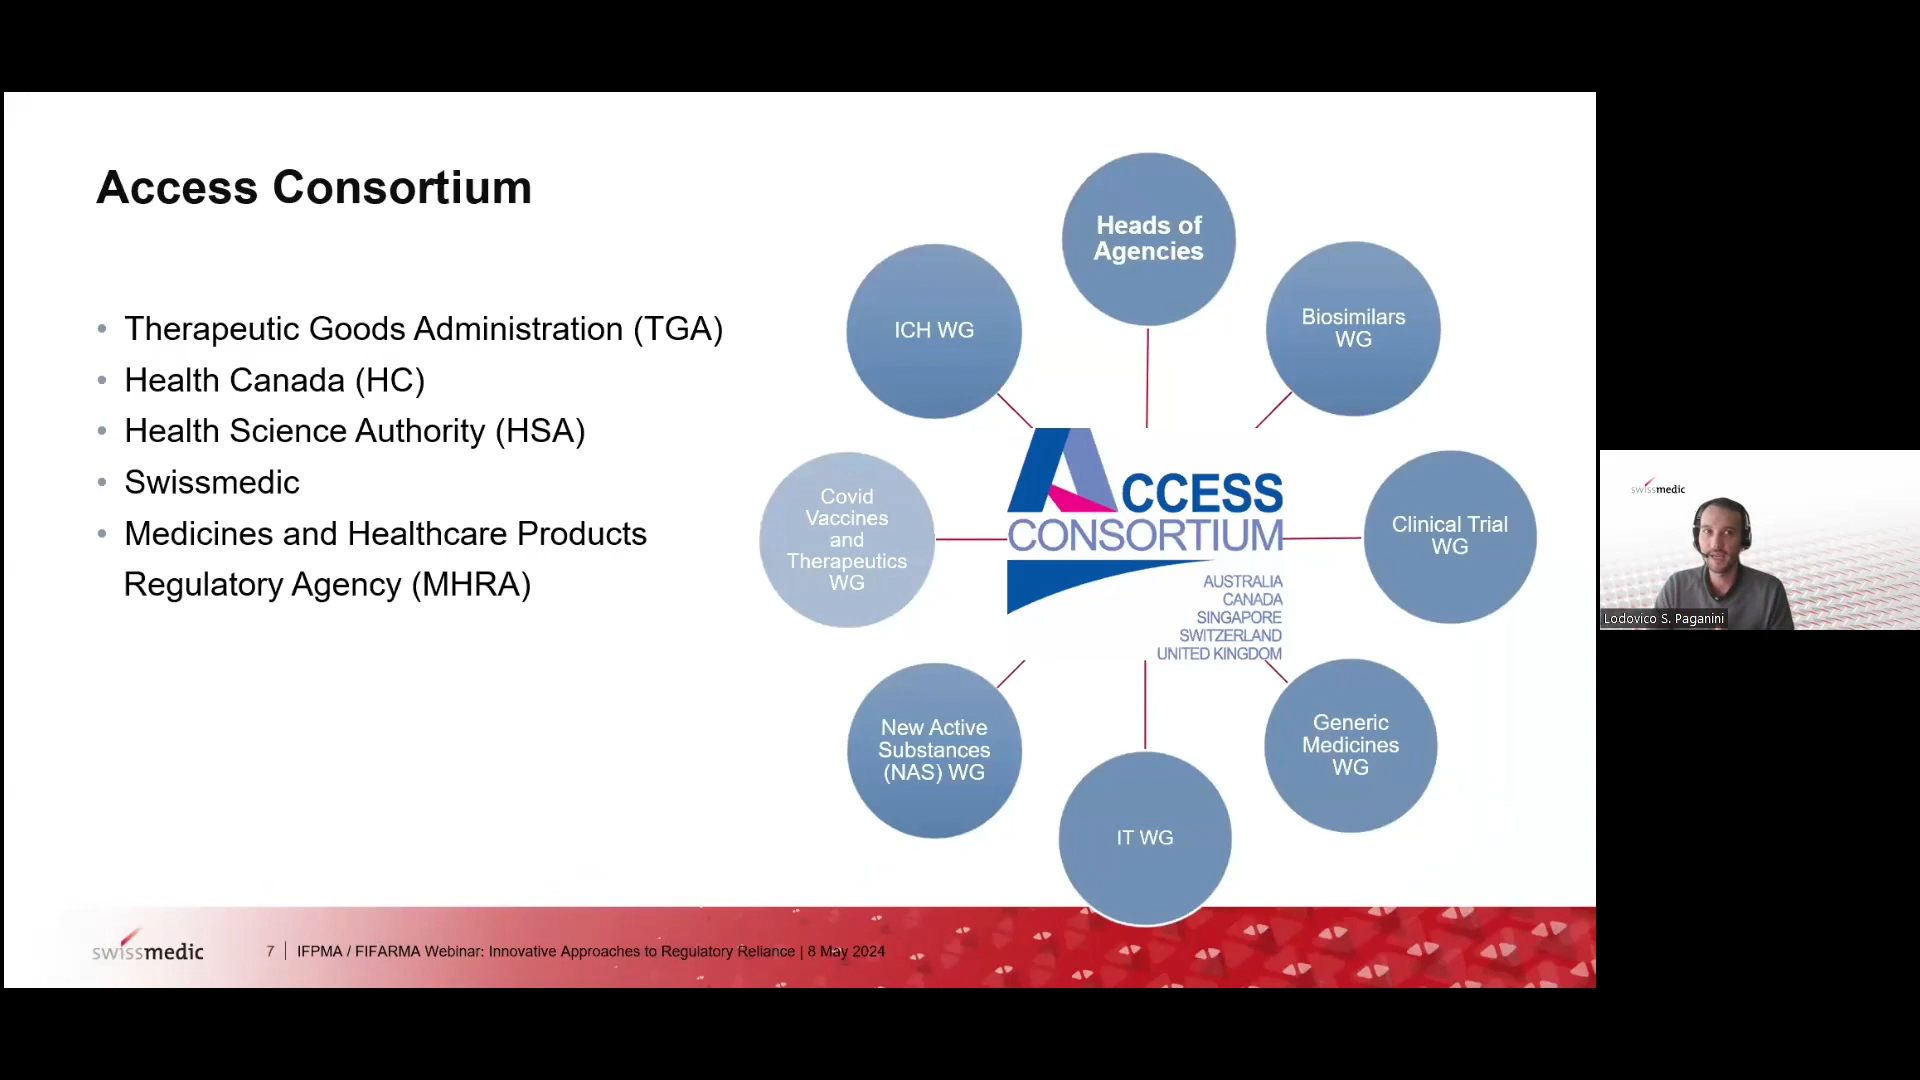 Access Consortium
• Therapeutic Goods Administration (TGA)
• Health Canada (HC)
• Health Science Authority (HSA)
• Swissmedic
• Medicines and Healthcare Products
Regulatory Agency (MHRA)
Heads of
Agencies
Biosimilars
WG
Clinical Trial
WG
Generic
Medicines
WG
IT WG
New Active
Substances
(NAS) WG
Covid
Vaccines
and
Therapeutics
WG
ICH WG
ACCESS
CONSORTIUM
AUSTRALIA
CANADA
SINGAPORE
SWITZERLAND
UNITED KINGDOM
swissmedic
7 | IFPMA / FIFARMA Webinar: Innovative Approaches to Regulatory Reliance | 8 May 2024
swissmedic
Lodovico S. Paganini